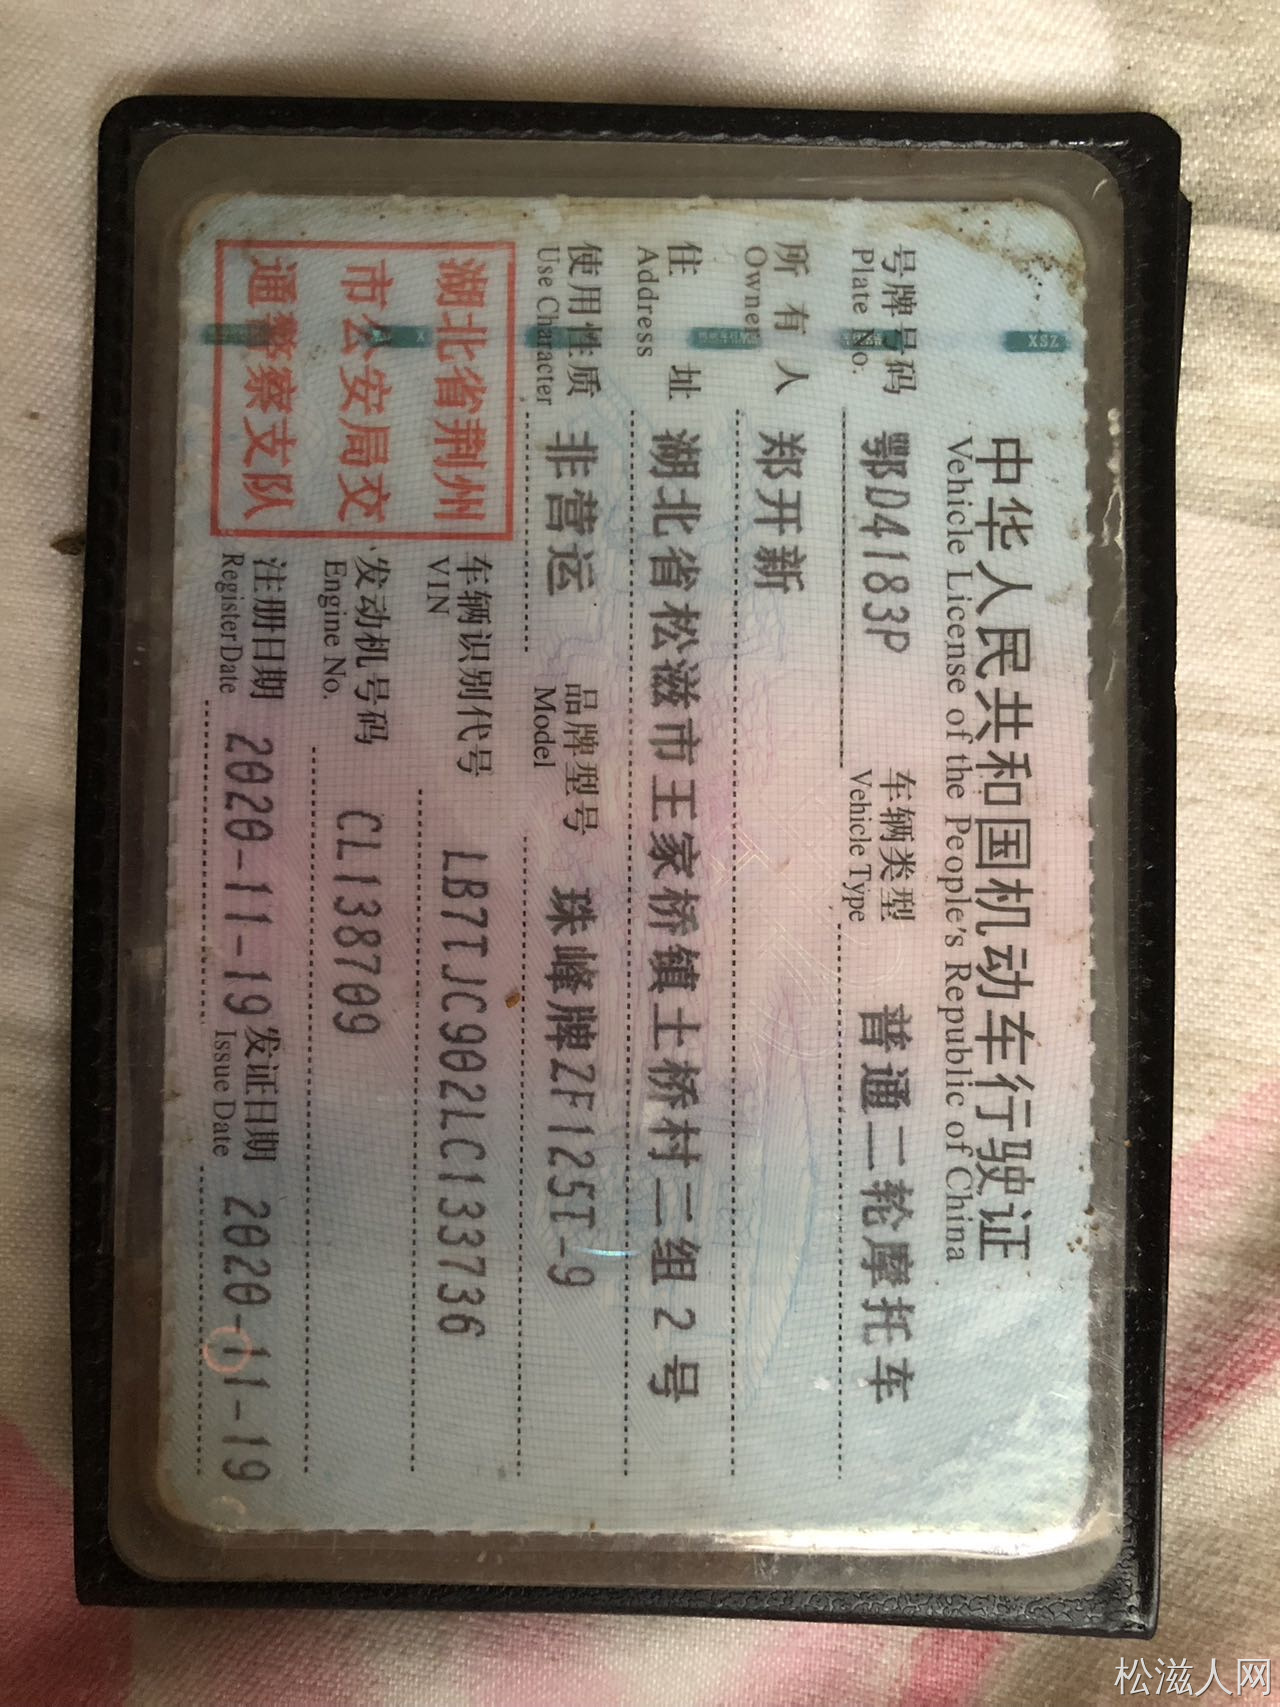 中华人民共和国机动车行驶证
Vehicle License of the People's Republic of China
号牌号码 鄂D4183P 车辆类型 普通二轮摩托车
Plate No. Vehicle Type
所有人 郑开新
Owner
住址 湖北省松滋市王家桥镇土桥村二组2号
Address
使用性质 非营运 品牌型号 珠峰牌ZF125T-9
Use Character Model
湖北省荆州
市公安局交
通警察支队
车辆识别代号 LB7TJC902LC133736
VIN
发动机号码 CL138709
Engine No.
注册日期 2020-11-19 发证日期 2020-11-19
Register Date Issue Date
ZSX
松滋人网